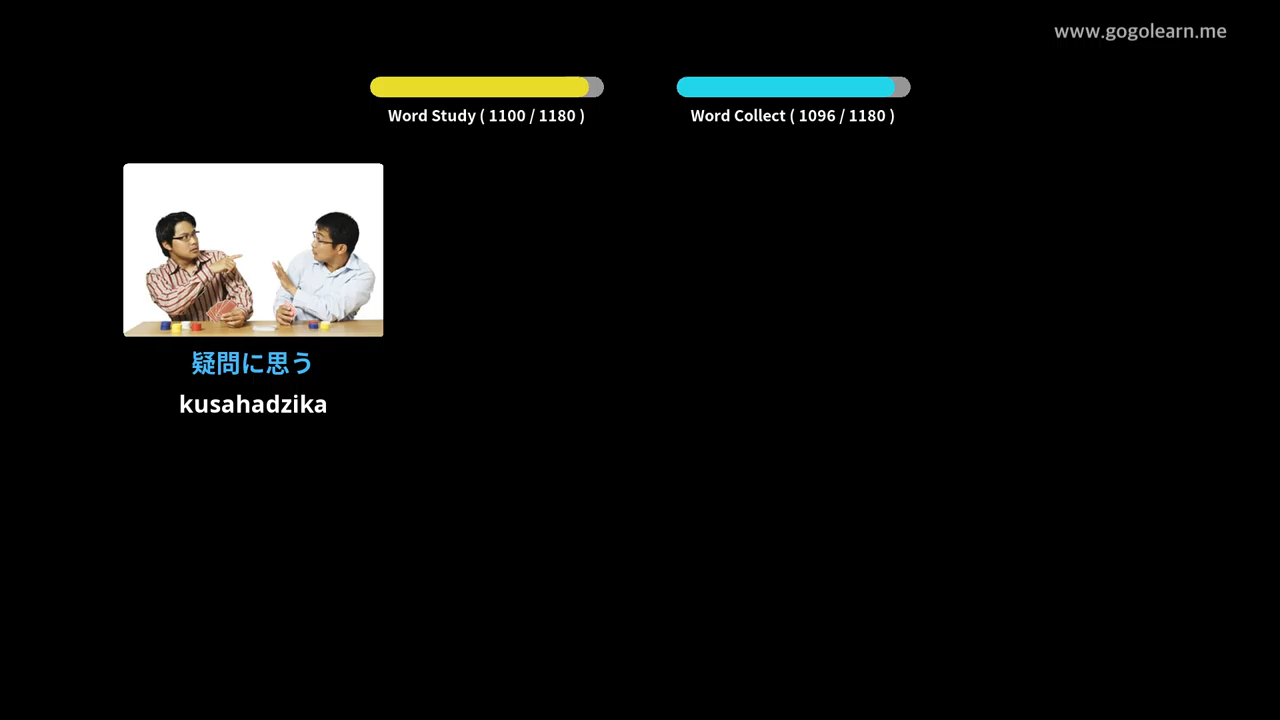 www.gogolearn.me
Word Study ( 1100 / 1180 )
Word Collect ( 1096 / 1180 )
疑問に思う
kusahadzika